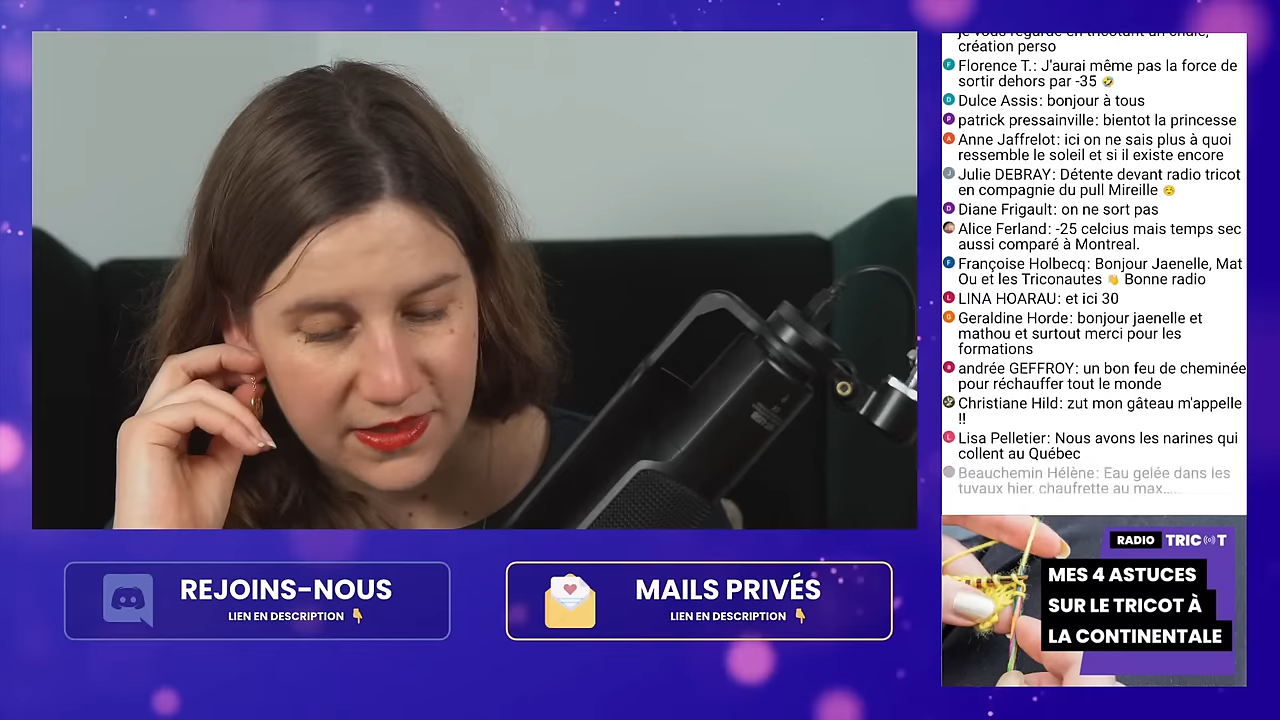 je vous regarde en tricotant un châle,
création perso
Florence T.: J'aurai même pas la force de
sortir dehors par -35 🤣
Dulce Assis: bonjour à tous
patrick pressainville: bientot la princesse
Anne Jaffrelot: ici on ne sais plus à quoi
ressemble le soleil et si il existe encore
Julie DEBRAY: Détente devant radio tricot
en compagnie du pull Mireille ☺️
Diane Frigault: on ne sort pas
Alice Ferland: -25 celcius mais temps sec
aussi comparé à Montreal.
Françoise Holbecq: Bonjour Jaenelle, Mat
Ou et les Triconautes 👋 Bonne radio
LINA HOARAU: et ici 30
Geraldine Horde: bonjour jaenelle et
mathou et surtout merci pour les
formations
andrée GEFFROY: un bon feu de cheminée
pour réchauffer tout le monde
Christiane Hild: zut mon gâteau m'appelle
!!
Lisa Pelletier: Nous avons les narines qui
collent au Québec
Beauchemin Hélène: Eau gelée dans les
tuyaux hier, chaufrette au max.....
REJOINS-NOUS
LIEN EN DESCRIPTION 👇
MAILS PRIVÉS
LIEN EN DESCRIPTION 👇
RADIO TRICOT
MES 4 ASTUCES
SUR LE TRICOT À
LA CONTINENTALE